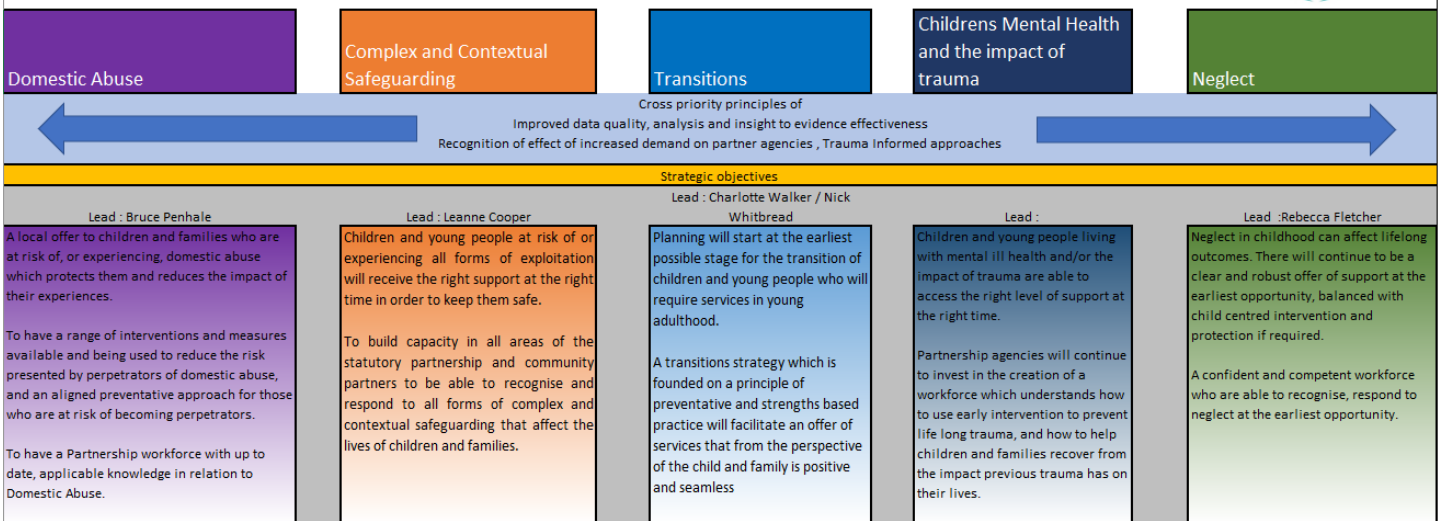 Domestic Abuse
Complex and Contextual
Safeguarding
Transitions
Childrens Mental Health
and the impact of
trauma
Neglect
Cross priority principles of
Improved data quality, analysis and insight to evidence effectiveness
Recognition of effect of increased demand on partner agencies , Trauma Informed approaches
Strategic objectives
Lead : Bruce Penhale
A local offer to children and families who are
at risk of, or experiencing, domestic abuse
which protects them and reduces the impact of
their experiences.
To have a range of interventions and measures
available and being used to reduce the risk
presented by perpetrators of domestic abuse,
and an aligned preventative approach for those
who are at risk of becoming perpetrators.
To have a Partnership workforce with up to
date, applicable knowledge in relation to
Domestic Abuse.
Lead : Leanne Cooper
Children and young people at risk of or
experiencing all forms of exploitation
will receive the right support at the right
time in order to keep them safe.
To build capacity in all areas of the
statutory partnership and community
partners to be able to recognise and
respond to all forms of complex and
contextual safeguarding that affect the
lives of children and families.
Lead : Charlotte Walker / Nick
Whitbread
Planning will start at the earliest
possible stage for the transition of
children and young people who will
require services in young
adulthood.
A transitions strategy which is
founded on a principle of
preventative and strengths based
practice will facilitate an offer of
services that from the perspective
of the child and family is positive
and seamless
Lead :
Children and young people living
with mental ill health and/or the
impact of trauma are able to
access the right level of support at
the right time.
Partnership agencies will continue
to invest in the creation of a
workforce which understands how
to use early intervention to prevent
life long trauma, and how to help
children and families recover from
the impact previous trauma has on
their lives.
Lead :Rebecca Fletcher
Neglect in childhood can affect lifelong
outcomes. There will continue to be a
clear and robust offer of support at the
earliest opportunity, balanced with
child centred intervention and
protection if required.
A confident and competent workforce
who are able to recognise, respond to
neglect at the earliest opportunity.